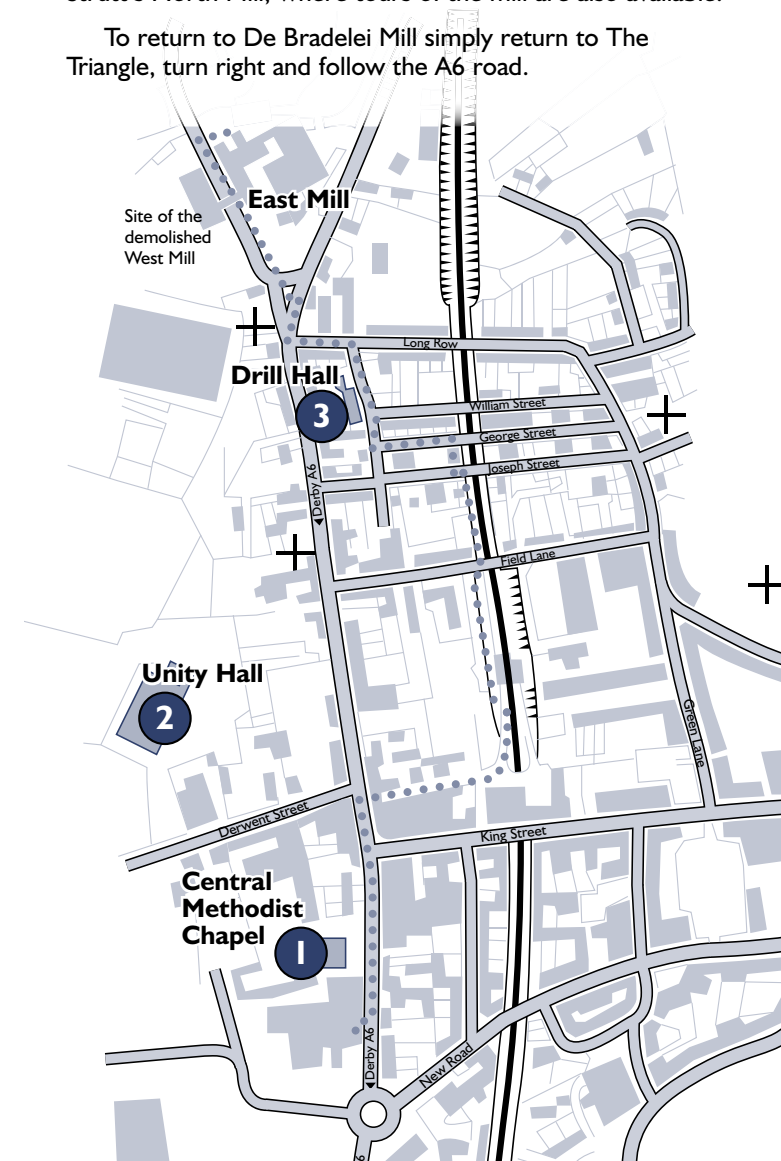 To return to De Bradelei Mill simply return to The
Triangle, turn right and follow the A6 road.
East Mill
Site of the
demolished
West Mill
Long Row
Drill Hall
3
William Street
George Street
Joseph Street
Derby A6
Field Lane
Unity Hall
2
Green Lane
Derwent Street
King Street
Central
Methodist
Chapel
1
Derby A6
New Road